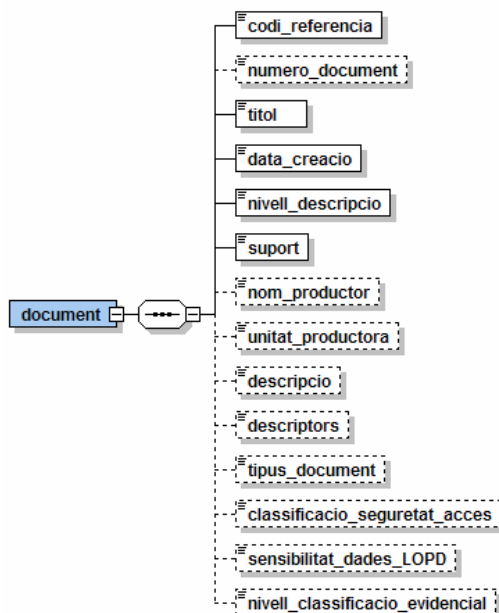 codi_referencia
numero_document
titol
data_creacio
nivell_descripcio
suport
nom_productor
document
unitat_productora
descripcio
descriptors
tipus_document
classificacio_seguretat_acces
sensibilitat_dades_LOPD
nivell_classificacio_evidencial